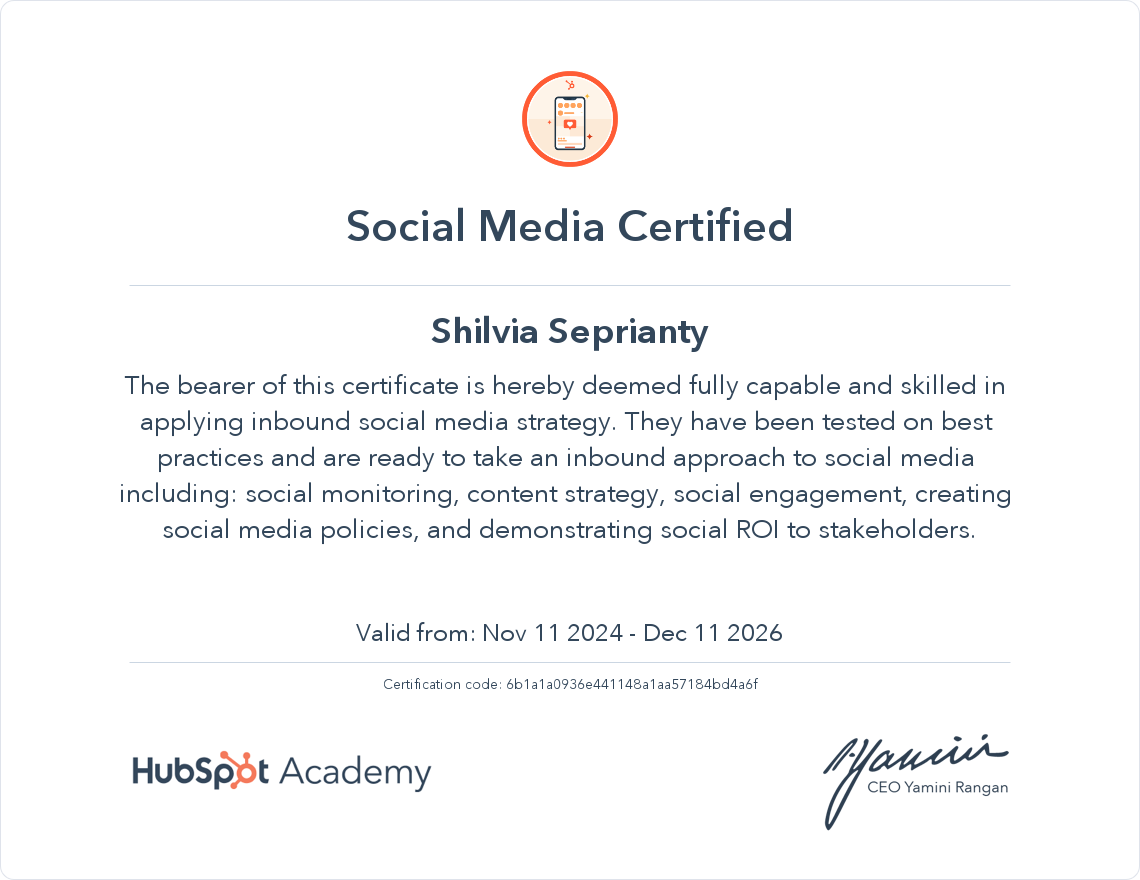 Social Media Certified
Shilvia Seprianty
The bearer of this certificate is hereby deemed fully capable and skilled in
applying inbound social media strategy. They have been tested on best
practices and are ready to take an inbound approach to social media
including: social monitoring, content strategy, social engagement, creating
social media policies, and demonstrating social ROI to stakeholders.
Valid from: Nov 11 2024 - Dec 11 2026
Certification code: 6b1a1a0936e441148a1aa57184bd4a6f
HubSpot Academy
Yamini
CEO Yamini Rangan